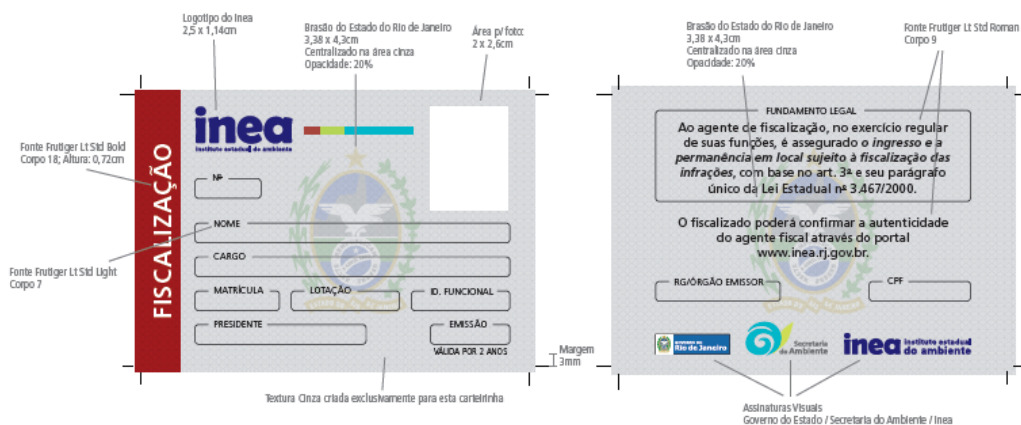 Logotipo do Inea
2,5 x 1,14cm
Brasão do Estado do Rio de Janeiro
3,38 x 4,3cm
Centralizado na área cinza
Opacidade: 20%
Área p/ foto:
2 x 2,6cm
Fonte Frutiger Lt Std Bold
Corpo 18; Altura: 0,72cm
Fonte Frutiger Lt Std Light
Corpo 7
FISCALIZAÇÃO
inea
instituto estadual do ambiente
Nº
NOME
CARGO
MATRÍCULA
LOTAÇÃO
ID. FUNCIONAL
PRESIDENTE
EMISSÃO
VÁLIDA POR 2 ANOS
Margem
3mm
Textura Cinza criada exclusivamente para esta carteirinha
Brasão do Estado do Rio de Janeiro
3,38 x 4,3cm
Centralizado na área cinza
Opacidade: 20%
Fonte Frutiger Lt Std Roman
Corpo 9
FUNDAMENTO LEGAL
Ao agente de fiscalização, no exercício regular
de suas funções, é assegurado o ingresso e a
permanência em local sujeito à fiscalização das
infrações, com base no art. 3º e seu parágrafo
único da Lei Estadual nº 3.467/2000.
O fiscalizado poderá confirmar a autenticidade
do agente fiscal através do portal
www.inea.rj.gov.br.
RG/ÓRGÃO EMISSOR
CPF
GOVERNO DO
Rio de Janeiro
Secretaria
do Ambiente
inea instituto estadual
do ambiente
Assinaturas Visuais
Governo do Estado / Secretaria do Ambiente / Inea